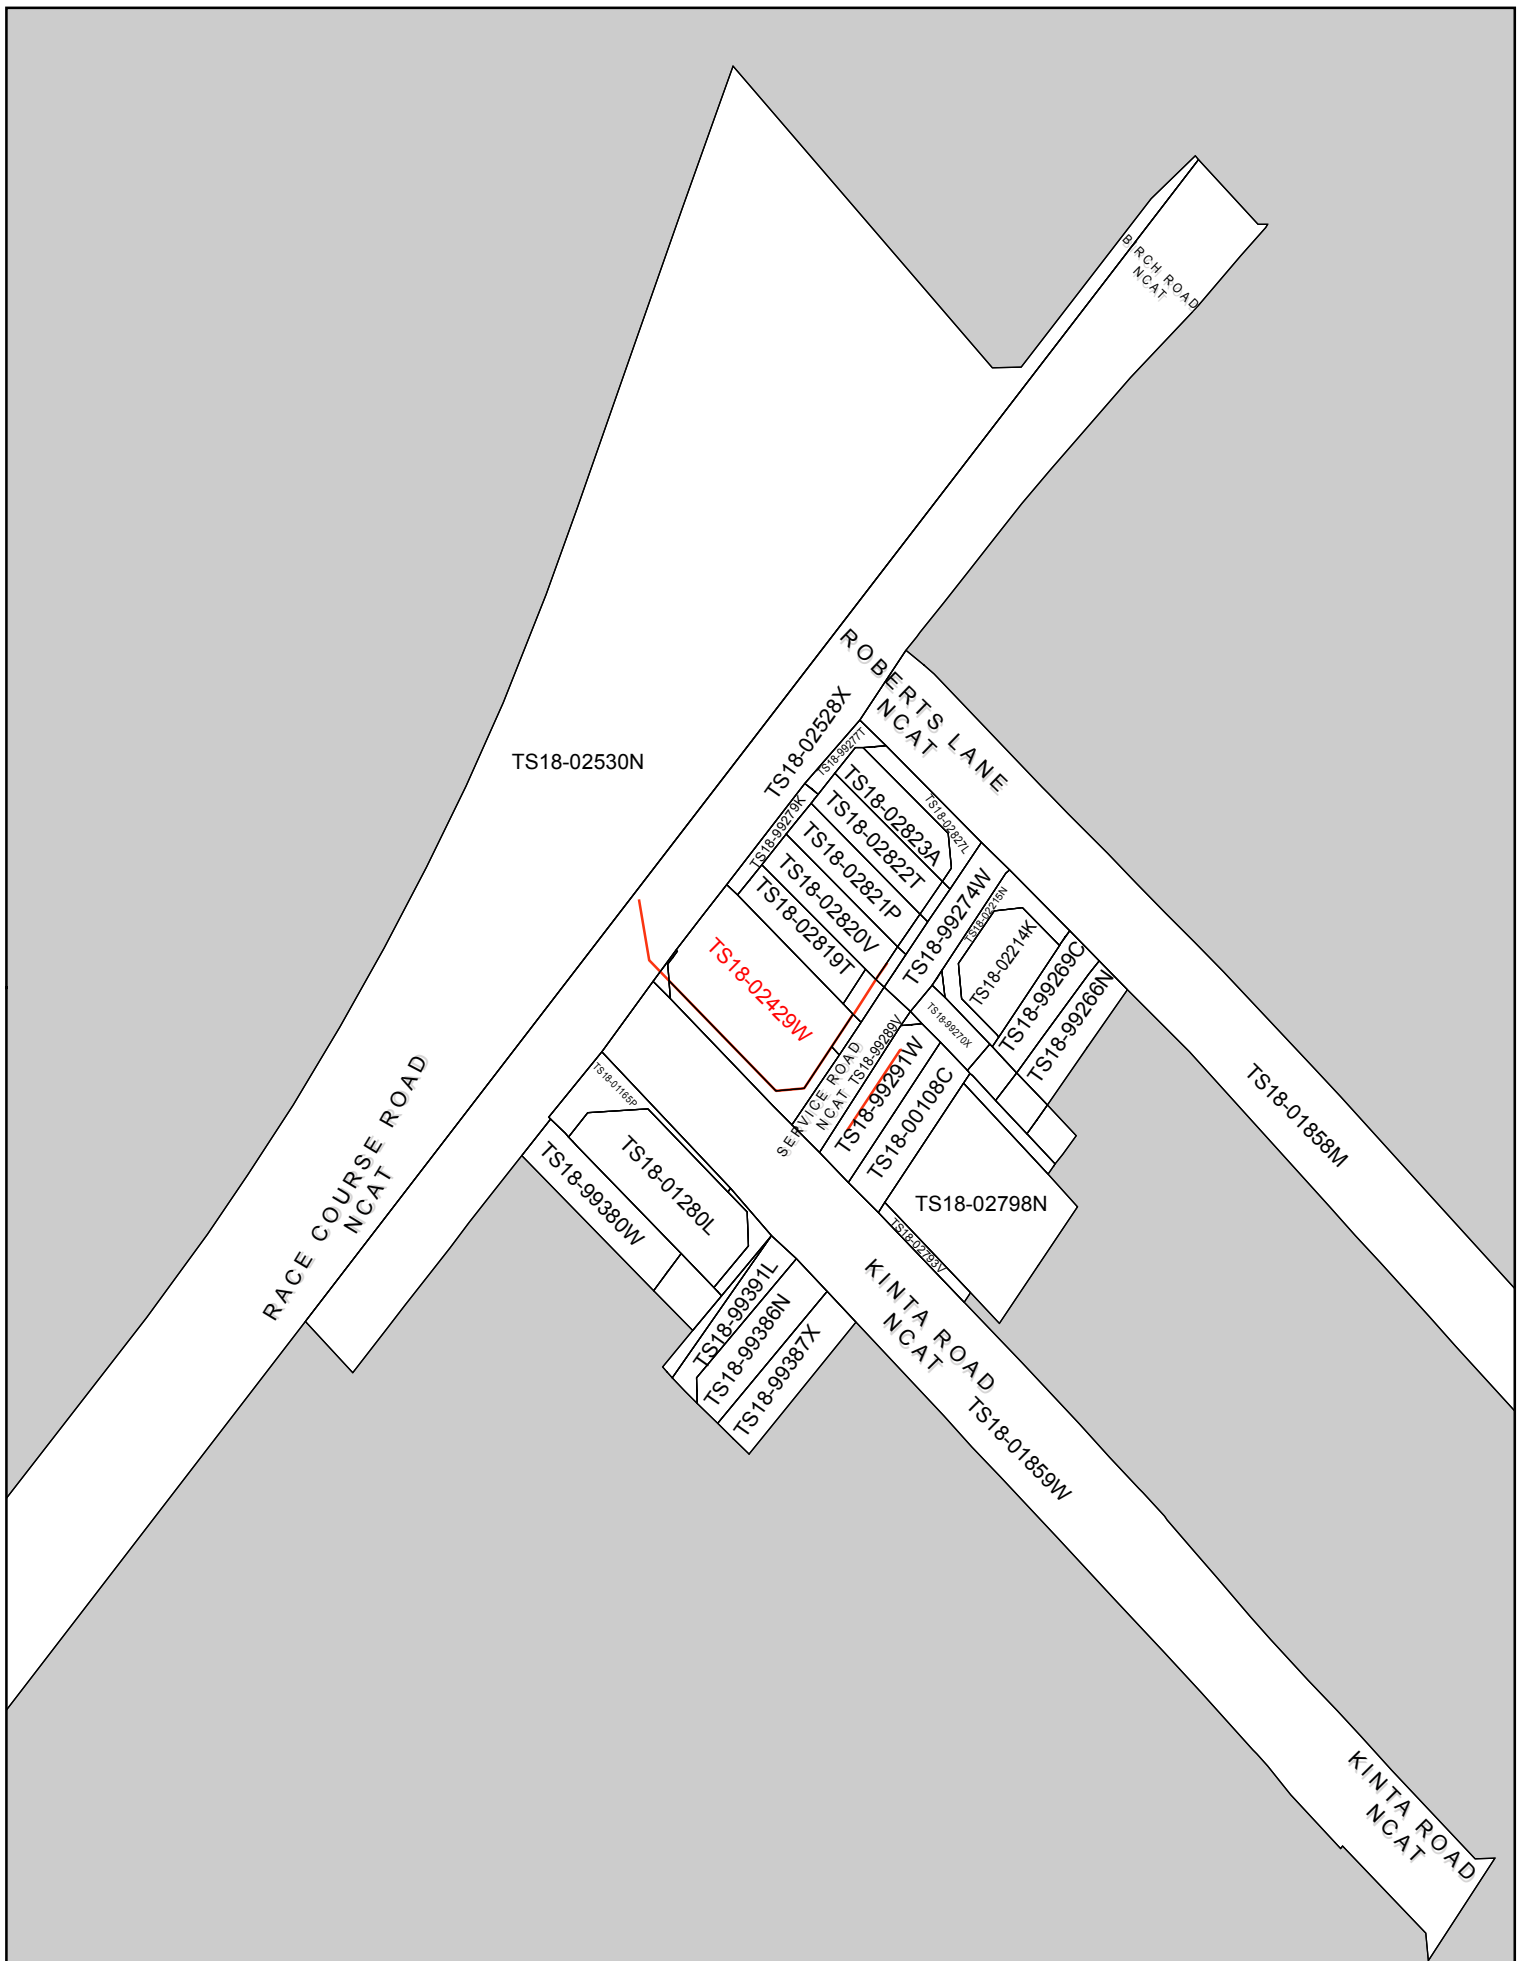 BIRCH ROAD
NCAT
ROBERTS LANE
NCAT
TS18-02528X
TS18-02530N
TS18-99277T
TS18-02823A
TS18-02827L
TS18-99279K
TS18-02822T
TS18-02821P
TS18-02820V
TS18-02819T
TS18-99274W
TS18-02215N
TS18-02214K
TS18-99269C
TS18-99266N
TS18-02429W
TS18-99270X
SERVICE ROAD
NCAT
TS18-99289V
TS18-99291W
TS18-00108C
TS18-01858M
TS18-01165P
TS18-01280L
TS18-99380W
TS18-02798N
TS18-02793V
RACE COURSE ROAD
NCAT
TS18-99391L
TS18-99386N
TS18-99387X
KINTA ROAD
NCAT
TS18-01859W
KINTA ROAD
NCAT